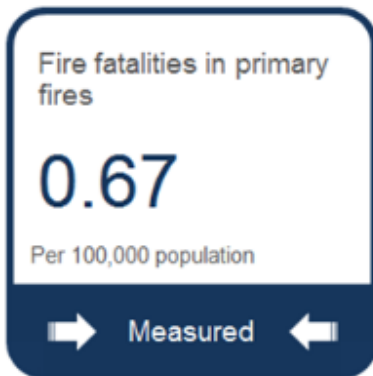 Fire fatalities in primary
fires
0.67
Per 100,000 population
Measured